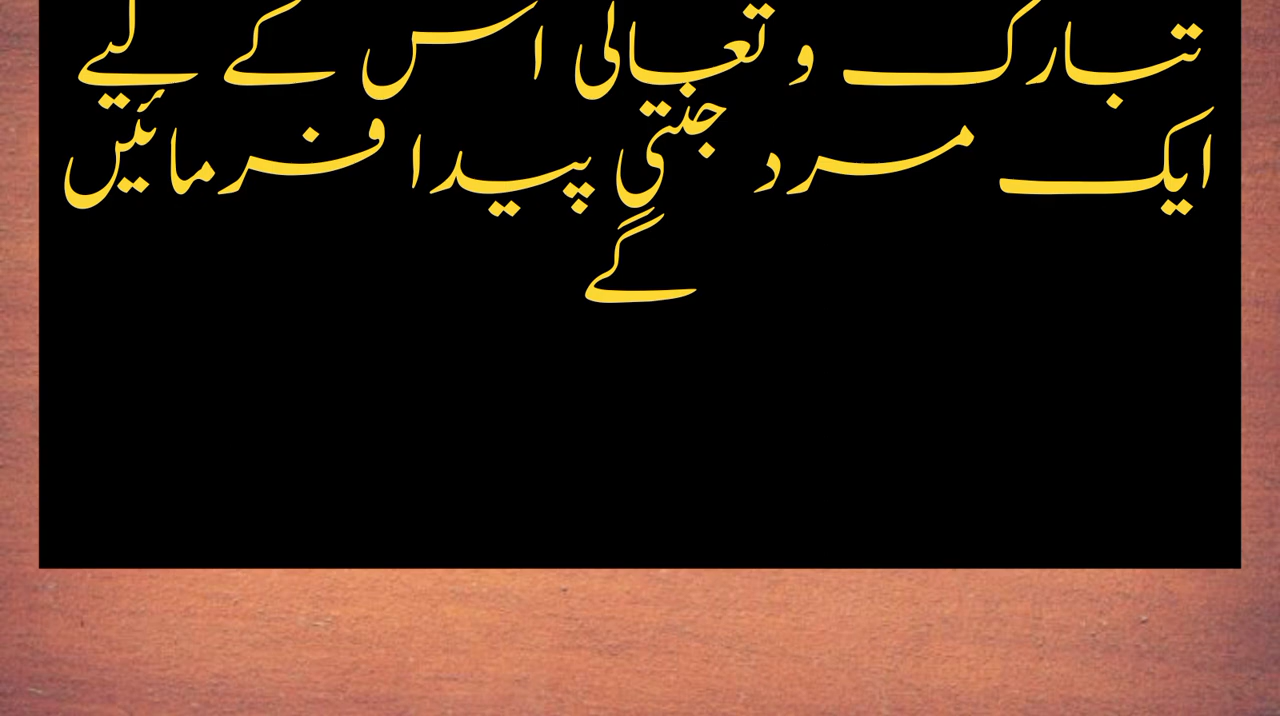 تبارک و تعالی اس کے لیے
ایک مرد جنتی پیدا فرمائیں
گے